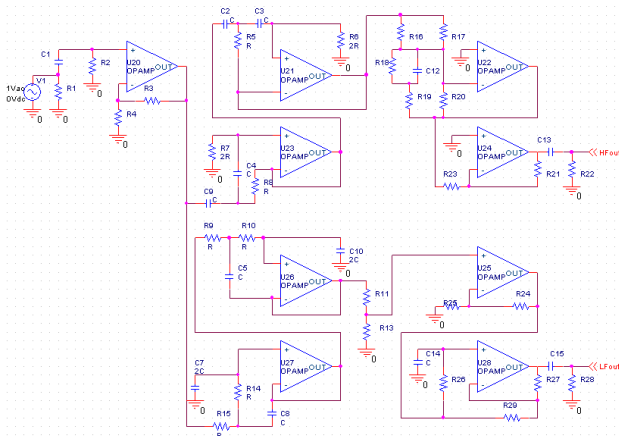 C2
C
C3
C
R5
R
R6
2R
U21
OPAMP
OUT
+
-
0
R16
R17
R18
C12
R19
R20
U22
OPAMP
OUT
+
-
0
C1
V1
1Vac
0Vdc
R1
0
R2
0
U20
OPAMP
OUT
+
-
R3
R4
0
R7
2R
0
C4
C
R8
R
C9
C
U23
OPAMP
OUT
+
-
U24
OPAMP
OUT
+
-
0
R23
R21
C13
R22
0
HFout
R9
R
R10
R
C5
C
C10
2C
0
U26
OPAMP
OUT
+
-
R11
R13
0
U25
OPAMP
OUT
+
-
R25
0
R24
C7
2C
0
R14
R
R15
R
C8
C
U27
OPAMP
OUT
+
-
C14
C
0
R26
U28
OPAMP
OUT
+
-
R27
R29
C15
R28
0
LFout